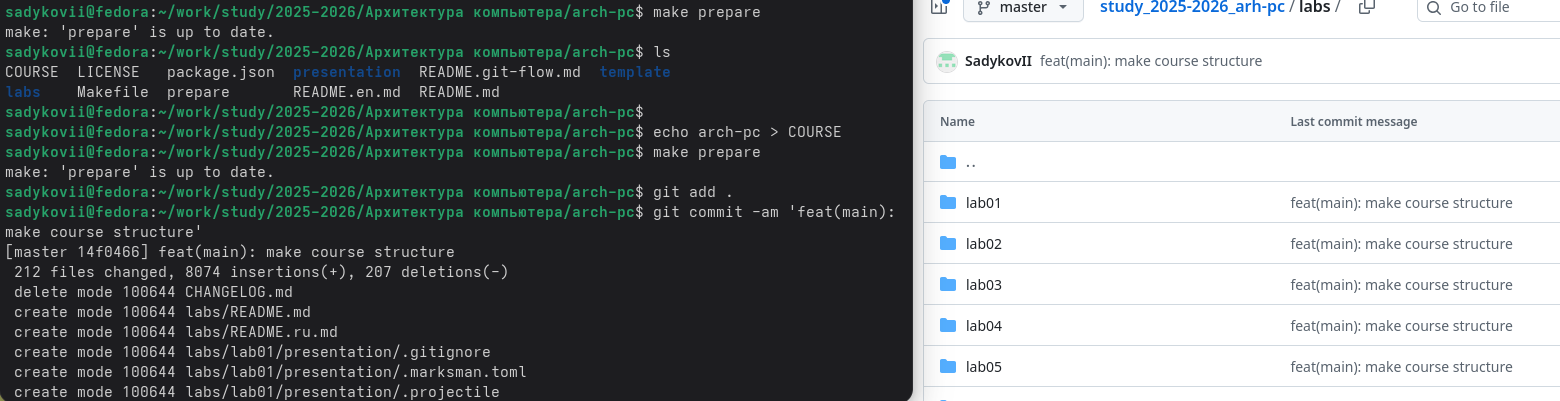 sadykovii@fedora:~/work/study/2025-2026/Архитектура компьютера/arch-pc$ make prepare
make: 'prepare' is up to date.
sadykovii@fedora:~/work/study/2025-2026/Архитектура компьютера/arch-pc$ ls
COURSE  LICENSE   package.json  presentation  README.git-flow.md  template
labs    Makefile  prepare       README.en.md  README.md
sadykovii@fedora:~/work/study/2025-2026/Архитектура компьютера/arch-pc$
sadykovii@fedora:~/work/study/2025-2026/Архитектура компьютера/arch-pc$ echo arch-pc > COURSE
sadykovii@fedora:~/work/study/2025-2026/Архитектура компьютера/arch-pc$ make prepare
make: 'prepare' is up to date.
sadykovii@fedora:~/work/study/2025-2026/Архитектура компьютера/arch-pc$ git add .
sadykovii@fedora:~/work/study/2025-2026/Архитектура компьютера/arch-pc$ git commit -am 'feat(main):
make course structure'
[master 14f0466] feat(main): make course structure
 212 files changed, 8074 insertions(+), 207 deletions(-)
 delete mode 100644 CHANGELOG.md
 create mode 100644 labs/README.md
 create mode 100644 labs/README.ru.md
 create mode 100644 labs/lab01/presentation/.gitignore
 create mode 100644 labs/lab01/presentation/.marksman.toml
 create mode 100644 labs/lab01/presentation/.projectile
master study_2025-2026_arh-pc / labs / Go to file
SadykovII feat(main): make course structure
Name Last commit message
..
lab01 feat(main): make course structure
lab02 feat(main): make course structure
lab03 feat(main): make course structure
lab04 feat(main): make course structure
lab05 feat(main): make course structure